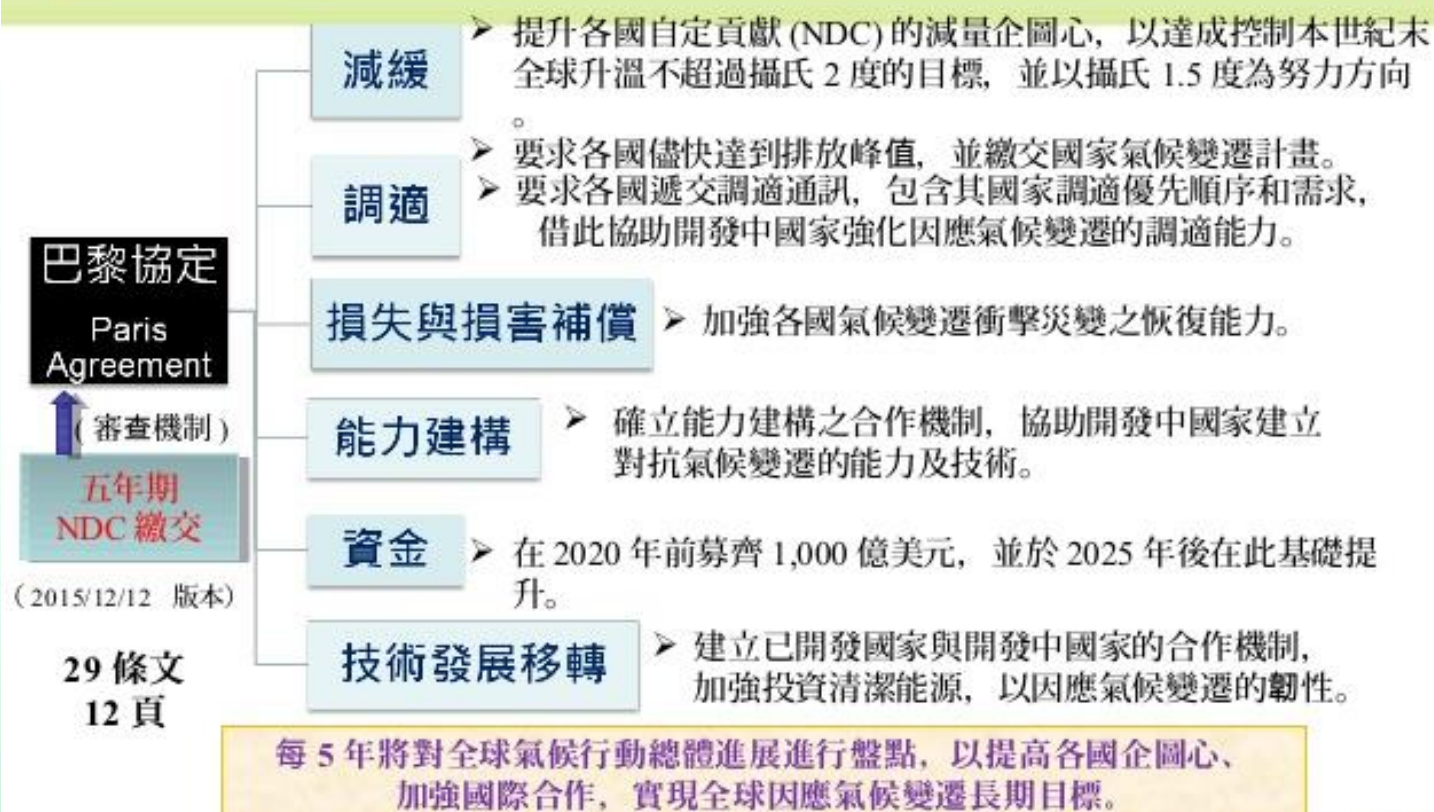 減緩
➢ 提升各國自定貢獻 (NDC) 的減量企圖心，以達成控制本世紀末
全球升溫不超過攝氏 2 度的目標，並以攝氏 1.5 度為努力方向
。
➢ 要求各國儘快達到排放峰值，並繳交國家氣候變遷計畫。
調適
➢ 要求各國遞交調適通訊，包含其國家調適優先順序和需求，
借此協助開發中國家強化因應氣候變遷的調適能力。
巴黎協定
Paris
Agreement
損失與損害補償
➢ 加強各國氣候變遷衝擊災變之恢復能力。
(審查機制)
能力建構
➢ 確立能力建構之合作機制，協助開發中國家建立
對抗氣候變遷的能力及技術。
五年期
NDC 繳交
資金
➢ 在 2020 年前募齊 1,000 億美元，並於 2025 年後在此基礎提
升。
（2015/12/12 版本）
技術發展移轉
➢ 建立已開發國家與開發中國家的合作機制，
加強投資清潔能源，以因應氣候變遷的韌性。
29 條文
12 頁
每 5 年將對全球氣候行動總體進展進行盤點，以提高各國企圖心、
加強國際合作，實現全球因應氣候變遷長期目標。